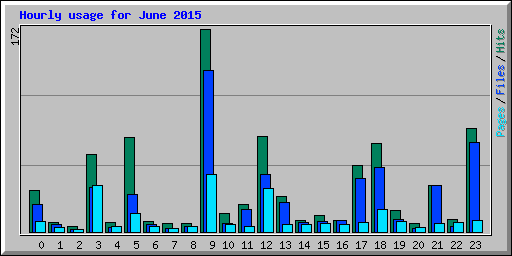 Hourly usage for June 2015
172
Pages / Files / Hits
0 1 2 3 4 5 6 7 8 9 10 11 12 13 14 15 16 17 18 19 20 21 22 23